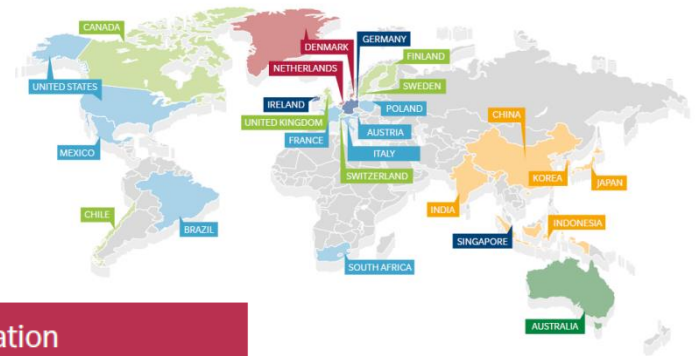 CANADA
GERMANY
DENMARK
FINLAND
NETHERLANDS
UNITED STATES
SWEDEN
IRELAND
POLAND
UNITED KINGDOM
CHINA
AUSTRIA
FRANCE
ITALY
MEXICO
SWITZERLAND
KOREA
JAPAN
INDIA
CHILE
INDONESIA
BRAZIL
SINGAPORE
SOUTH AFRICA
ation
AUSTRALIA